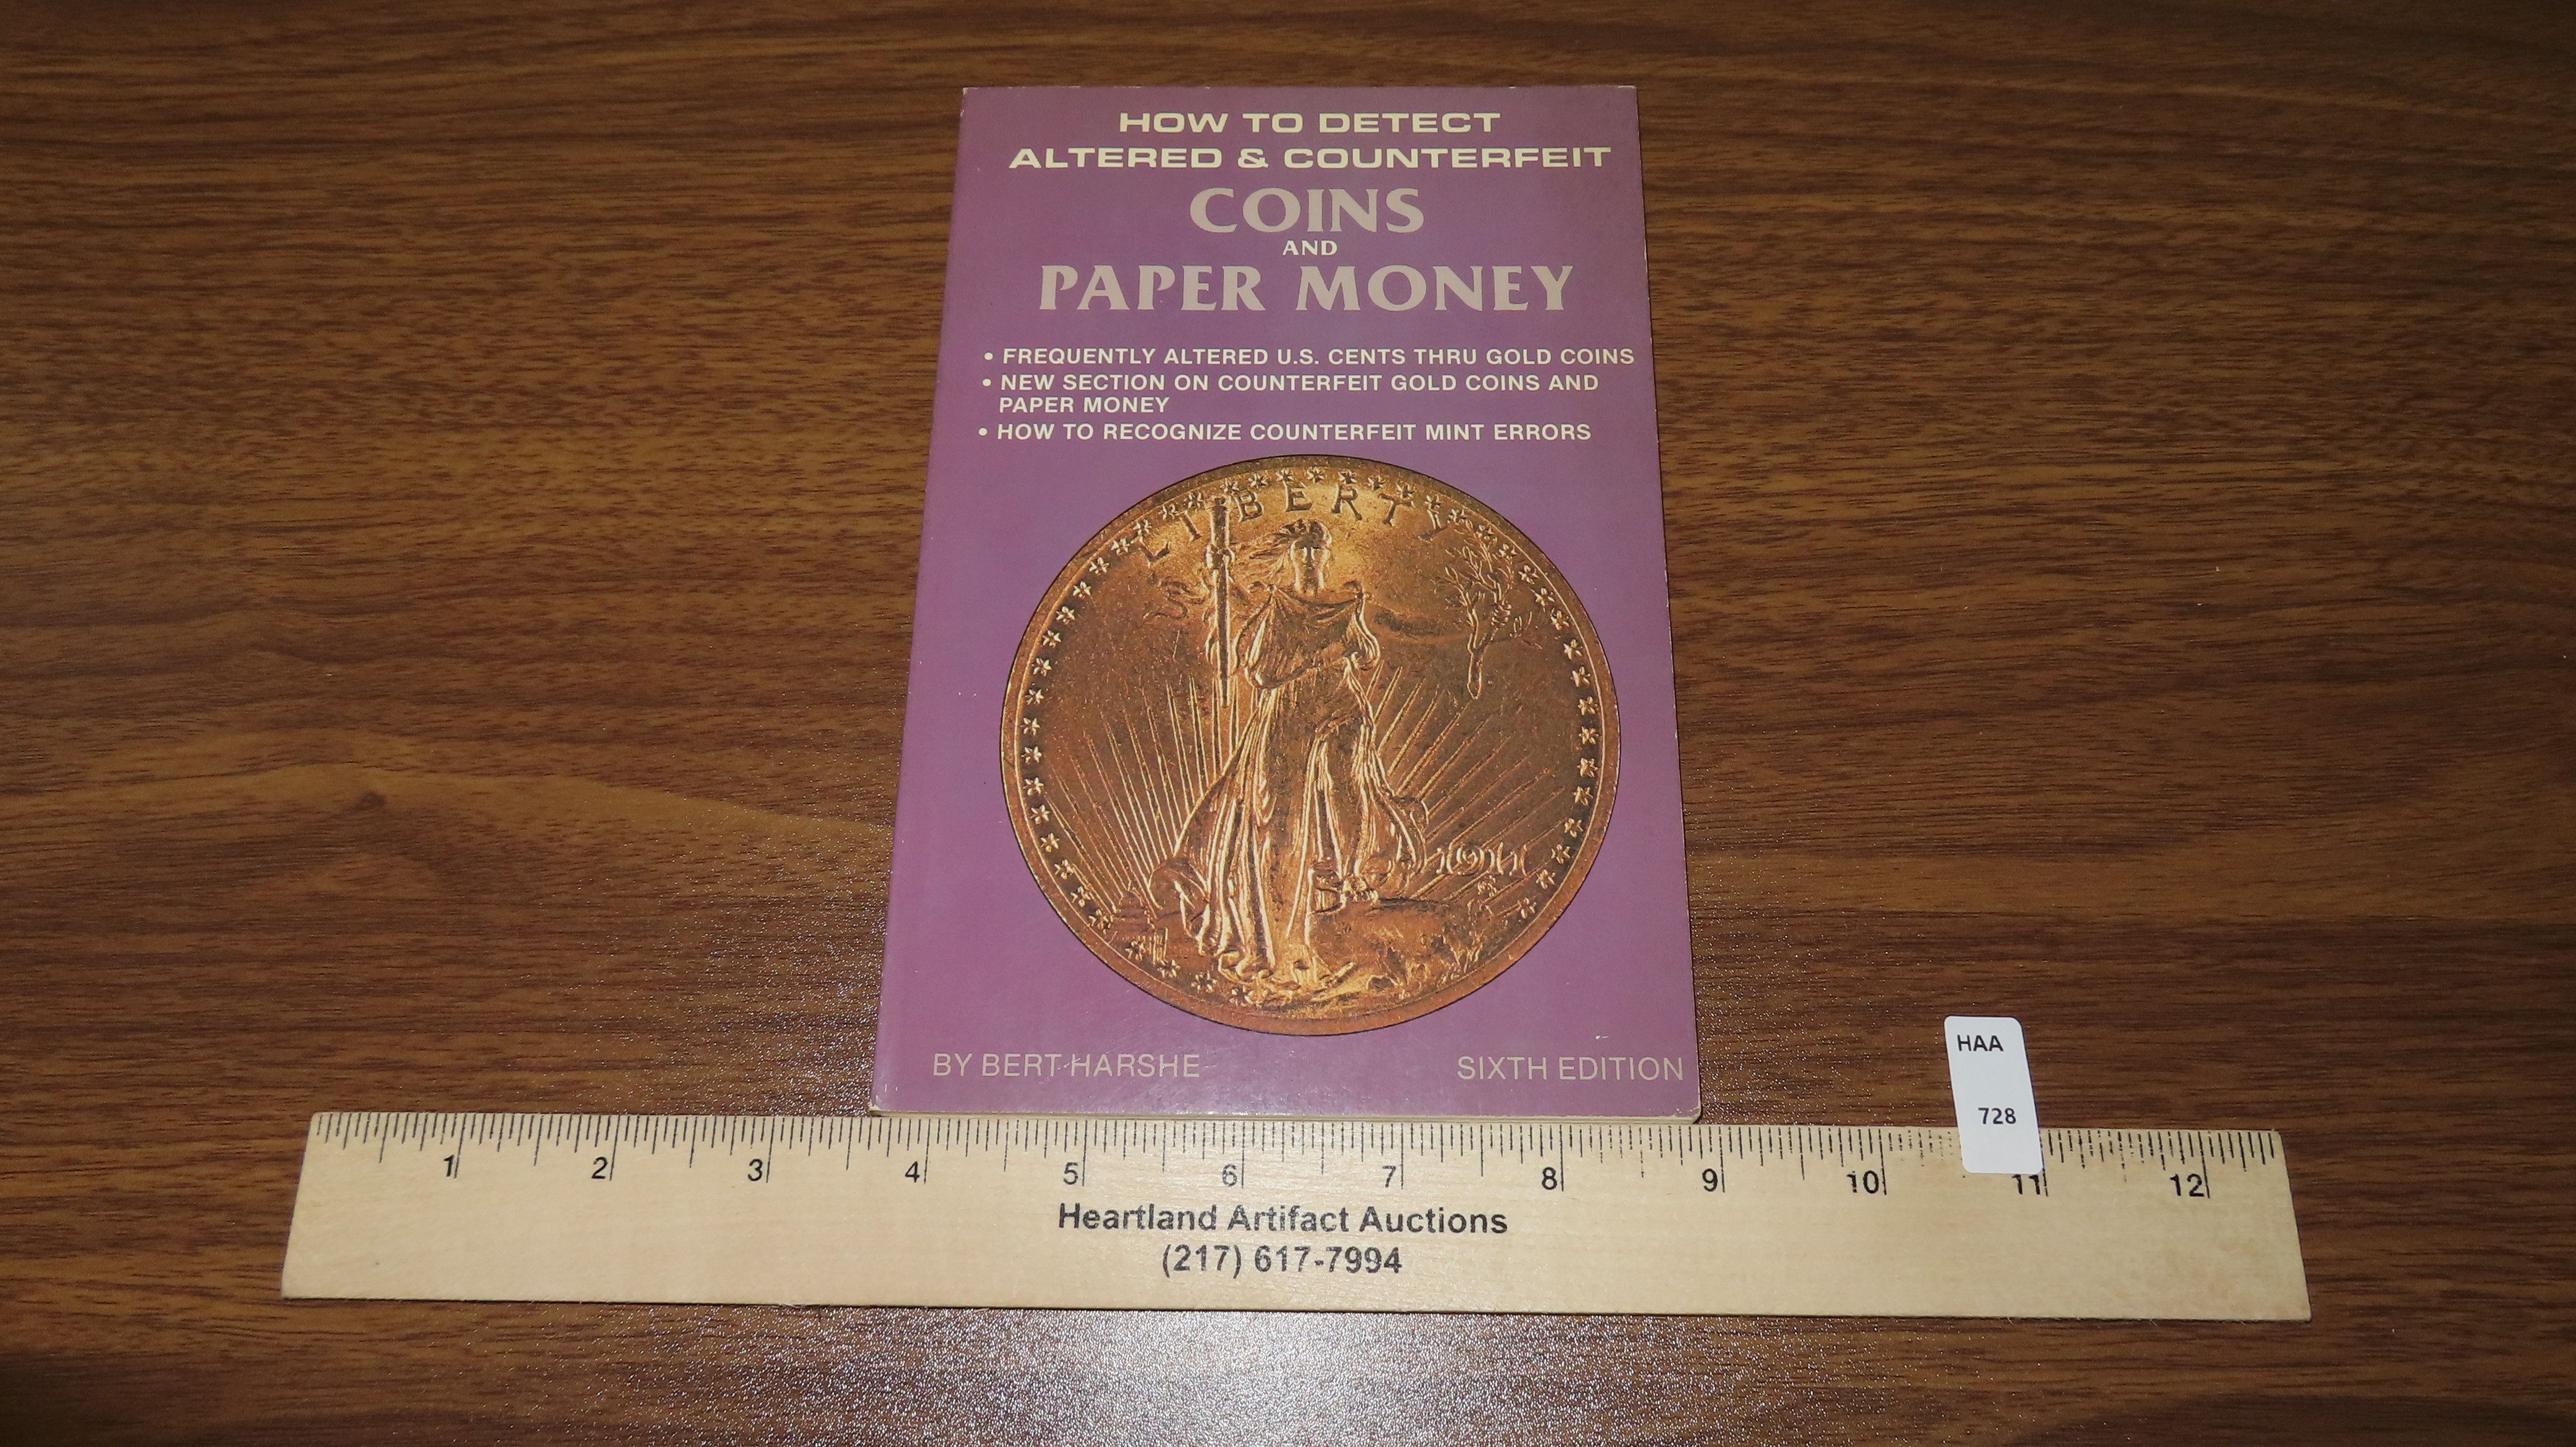 HOW TO DETECT
ALTERED & COUNTERFEIT
COINS
AND
PAPER MONEY
• FREQUENTLY ALTERED U.S. CENTS THRU GOLD COINS
• NEW SECTION ON COUNTERFEIT GOLD COINS AND
PAPER MONEY
• HOW TO RECOGNIZE COUNTERFEIT MINT ERRORS
LIBERTY
BY BERT HARSHE
SIXTH EDITION
HAA
728
1 2 3 4 5 6 7 8 9 10 11 12
Heartland Artifact Auctions
(217) 617-7994